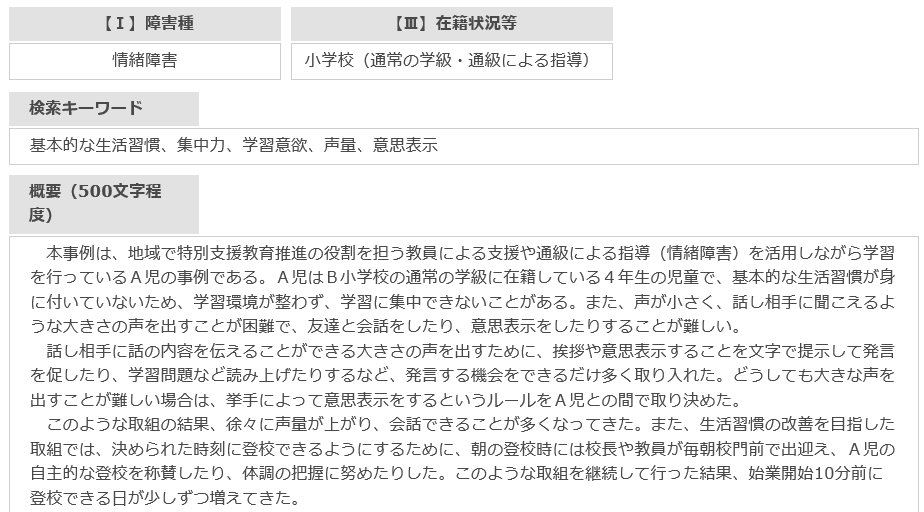 【Ⅰ】障害種
【Ⅲ】在籍状況等
情緒障害
小学校（通常の学級・通級による指導）
検索キーワード
基本的な生活習慣、集中力、学習意欲、声量、意思表示
概要（500文字程
度）
本事例は、地域で特別支援教育推進の役割を担う教員による支援や通級による指導（情緒障害）を活用しながら学習
を行っているＡ児の事例である。Ａ児はＢ小学校の通常の学級に在籍している４年生の児童で、基本的な生活習慣が身
に付いていないため、学習環境が整わず、学習に集中できないことがある。また、声が小さく、話し相手に聞こえるよ
うな大きさの声を出すことが困難で、友達と会話をしたり、意思表示をしたりすることが難しい。
話し相手に話の内容を伝えることができる大きさの声を出すために、挨拶や意思表示することを文字で提示して発言
を促したり、学習問題など読み上げたりするなど、発言する機会をできるだけ多く取り入れた。どうしても大きな声を
出すことが難しい場合は、挙手によって意思表示をするというルールをＡ児との間で取り決めた。
このような取組の結果、徐々に声量が上がり、会話できることが多くなってきた。また、生活習慣の改善を目指した
取組では、決められた時刻に登校できるようにするために、朝の登校時には校長や教員が毎朝校門前で出迎え、Ａ児の
自主的な登校を称賛したり、体調の把握に努めたりした。このような取組を継続して行った結果、始業開始10分前に
登校できる日が少しずつ増えてきた。